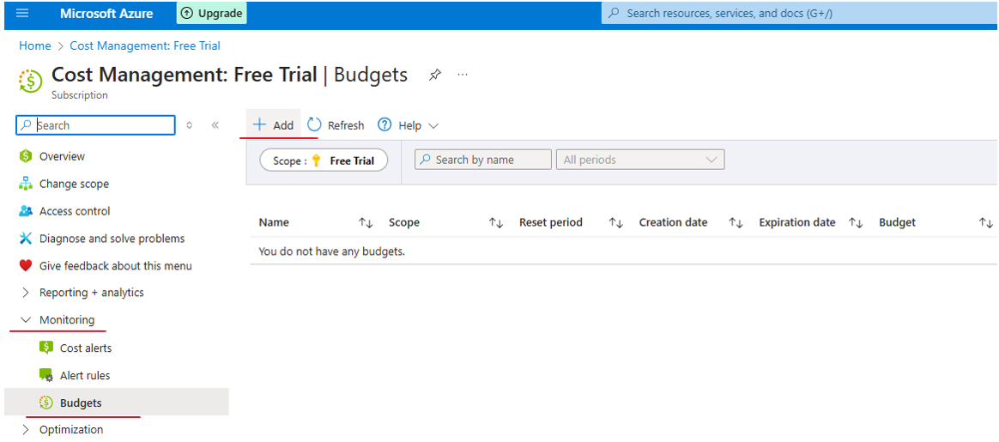 Microsoft Azure Upgrade Search resources, services, and docs (G+/)
Home > Cost Management: Free Trial
Cost Management: Free Trial | Budgets ...
Subscription
Search
Overview
Change scope
Access control
Diagnose and solve problems
Give feedback about this menu
Reporting + analytics
Monitoring
Cost alerts
Alert rules
Budgets
Optimization
Add Refresh Help
Scope : Free Trial Search by name All periods
Name Scope Reset period Creation date Expiration date Budget
You do not have any budgets.